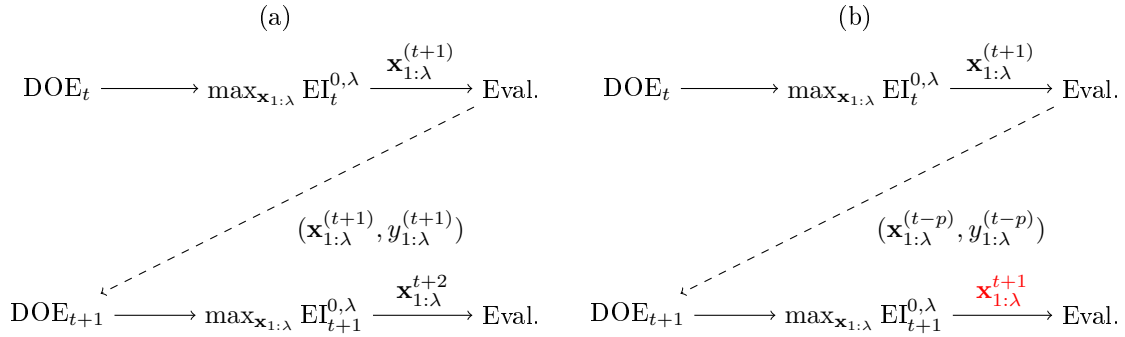 (a)
DOE_t → max_{𝐱_{1:λ}} EI_t^{0,λ} 𝐱_{1:λ}^{(t+1)} → Eval.
(𝐱_{1:λ}^{(t+1)}, y_{1:λ}^{(t+1)})
DOE_{t+1} → max_{𝐱_{1:λ}} EI_{t+1}^{0,λ} 𝐱_{1:λ}^{t+2} → Eval.
(b)
DOE_t → max_{𝐱_{1:λ}} EI_t^{0,λ} 𝐱_{1:λ}^{(t+1)} → Eval.
(𝐱_{1:λ}^{(t−p)}, y_{1:λ}^{(t−p)})
DOE_{t+1} → max_{𝐱_{1:λ}} EI_{t+1}^{0,λ} 𝐱_{1:λ}^{t+1} → Eval.